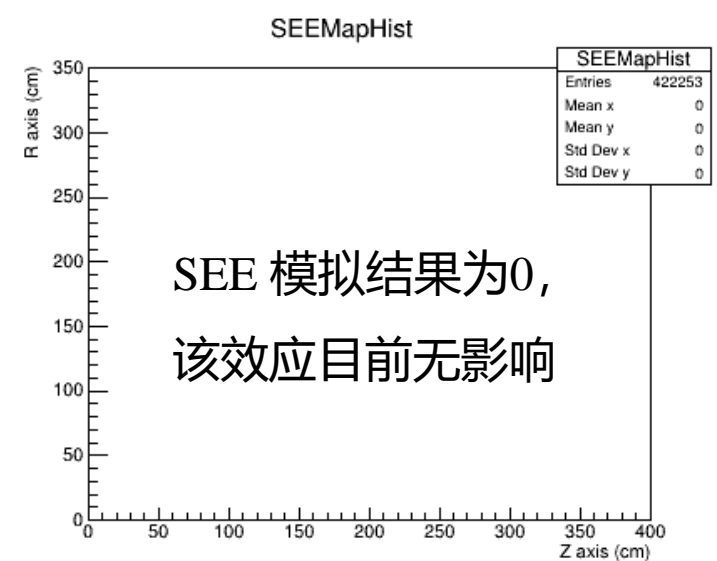 SEEMapHist
SEEMapHist
Entries 422253
Mean x 0
Mean y 0
Std Dev x 0
Std Dev y 0
R axis (cm)
350
300
250
200
150
100
50
0
SEE 模拟结果为0，
该效应目前无影响
0 50 100 150 200 250 300 350 400
Z axis (cm)